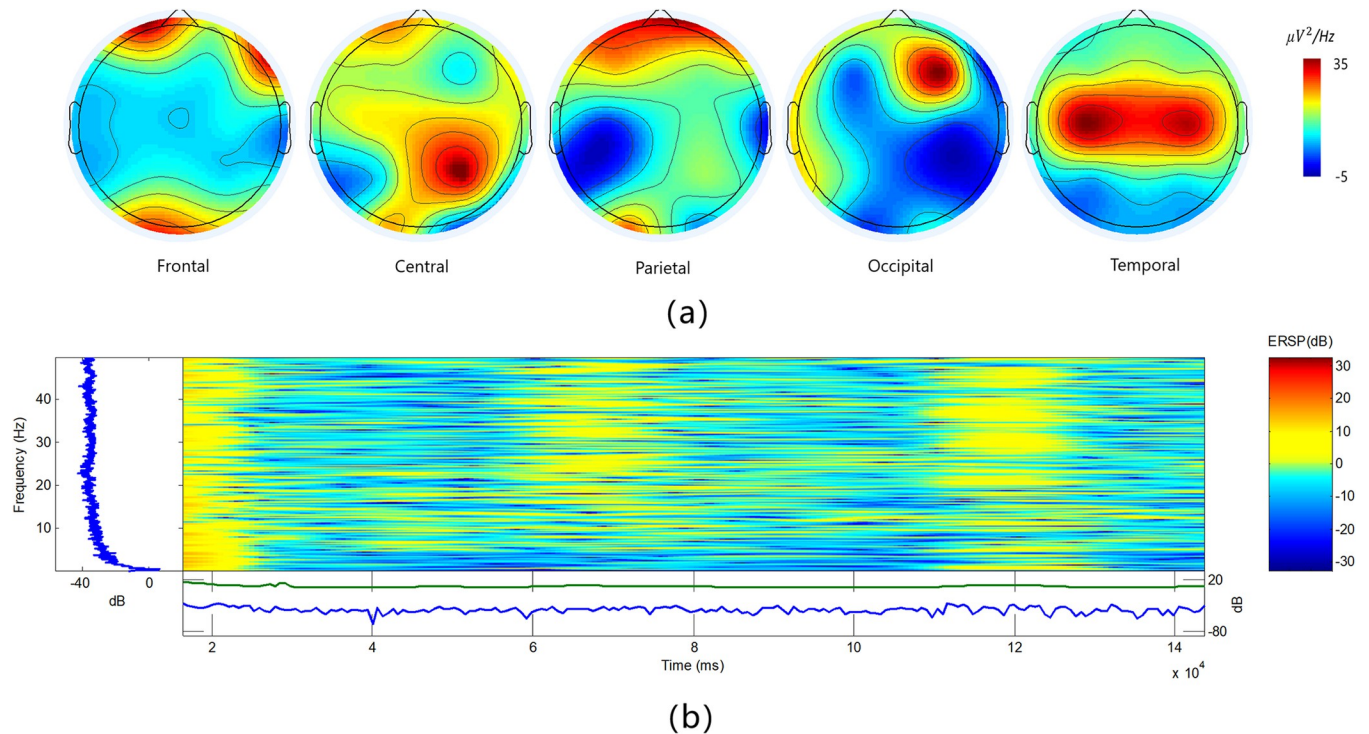 μV²/Hz
35
-5
Frontal Central Parietal Occipital Temporal
(a)
ERSP(dB)
30
20
10
0
-10
-20
-30
Frequency (Hz)
40
30
20
10
-40 0
dB
20
-80
dB
2 4 6 8 10 12 14
Time (ms)
x 10⁴
(b)